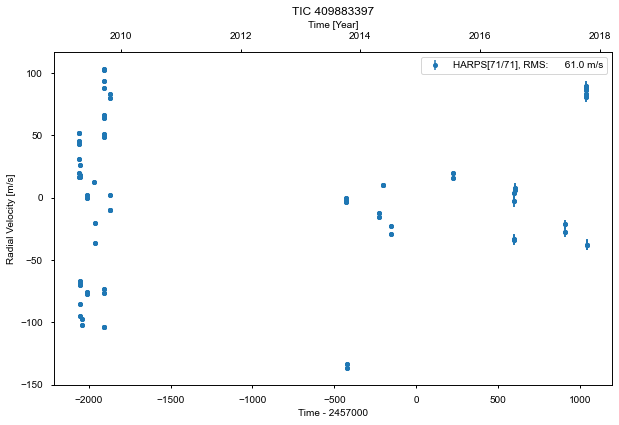 TIC 409883397
Time [Year]
2010 2012 2014 2016 2018
HARPS[71/71], RMS: 61.0 m/s
Radial Velocity [m/s]
100
50
0
−50
−100
−150
−2000 −1500 −1000 −500 0 500 1000
Time - 2457000